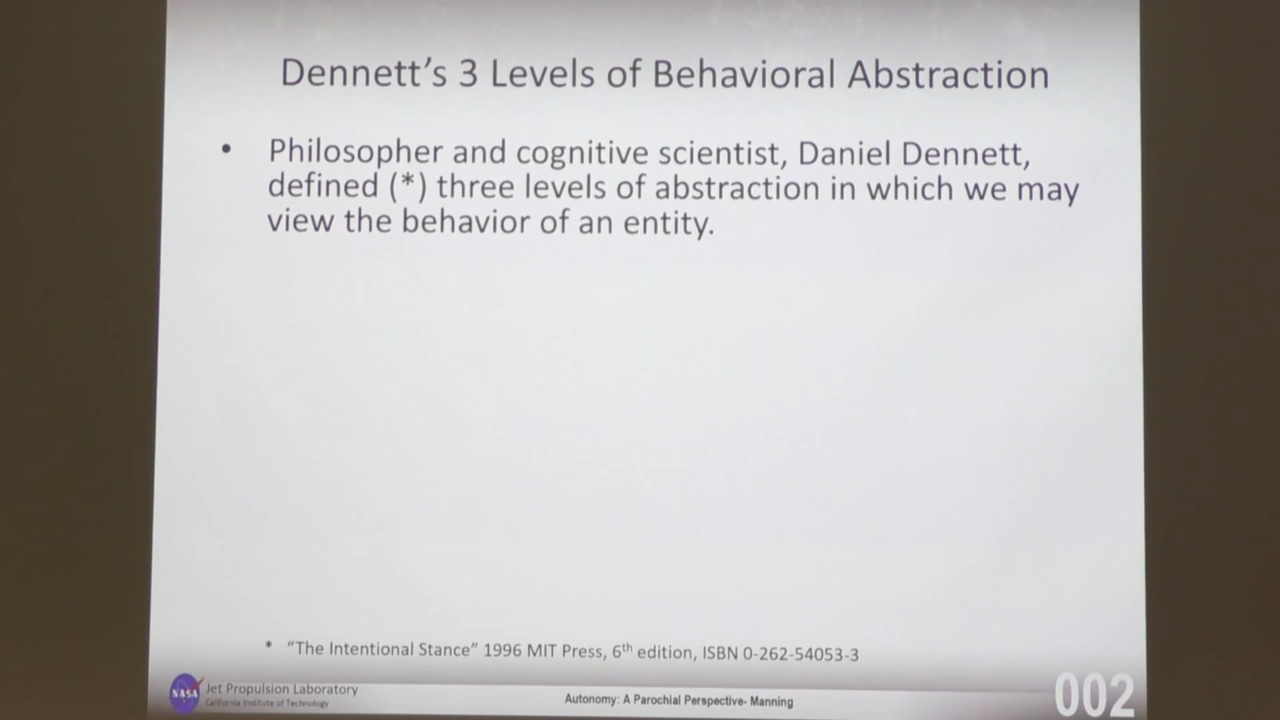 Dennett’s 3 Levels of Behavioral Abstraction
• Philosopher and cognitive scientist, Daniel Dennett,
defined (*) three levels of abstraction in which we may
view the behavior of an entity.
* “The Intentional Stance” 1996 MIT Press, 6th edition, ISBN 0-262-54053-3
NASA
Jet Propulsion Laboratory
California Institute of Technology
Autonomy: A Parochial Perspective- Manning
002